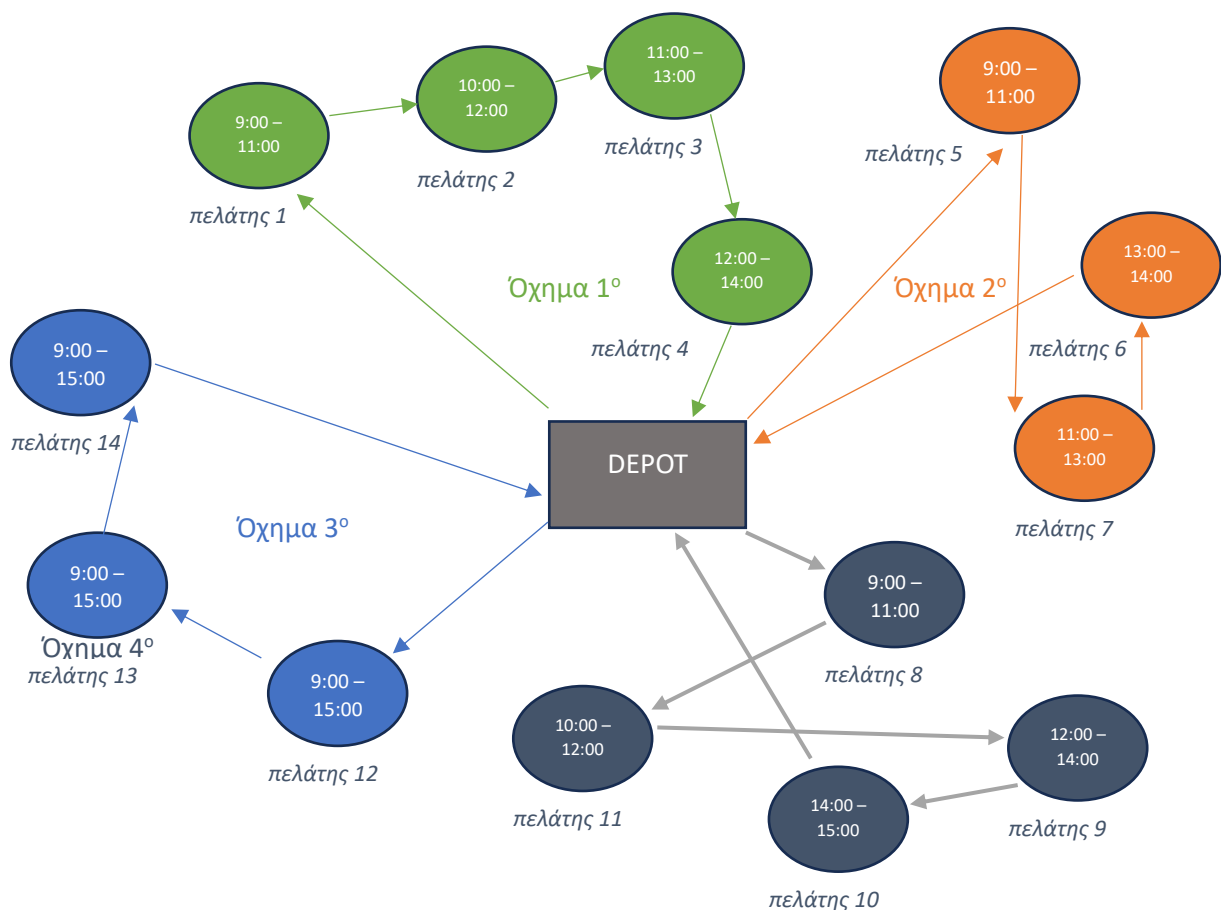 11:00 –
13:00
9:00 –
11:00
10:00 –
12:00
9:00 –
11:00
πελάτης 3
πελάτης 5
πελάτης 2
πελάτης 1
12:00 –
14:00
13:00 –
14:00
Όχημα 1º
Όχημα 2º
πελάτης 4
πελάτης 6
9:00 –
15:00
πελάτης 14
DEPOT
11:00 –
13:00
πελάτης 7
Όχημα 3º
9:00 –
15:00
Όχημα 4º
πελάτης 13
9:00 –
11:00
πελάτης 8
9:00 –
15:00
πελάτης 12
10:00 –
12:00
πελάτης 11
12:00 –
14:00
πελάτης 9
14:00 –
15:00
πελάτης 10